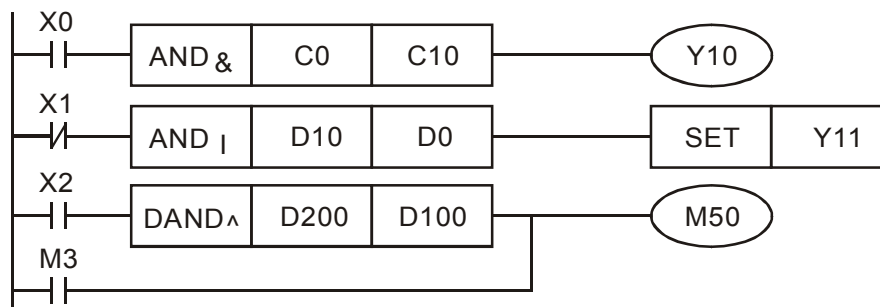 X0
AND & C0 C10 Y10
X1
AND | D10 D0 SET Y11
X2
DAND^ D200 D100 M50
M3